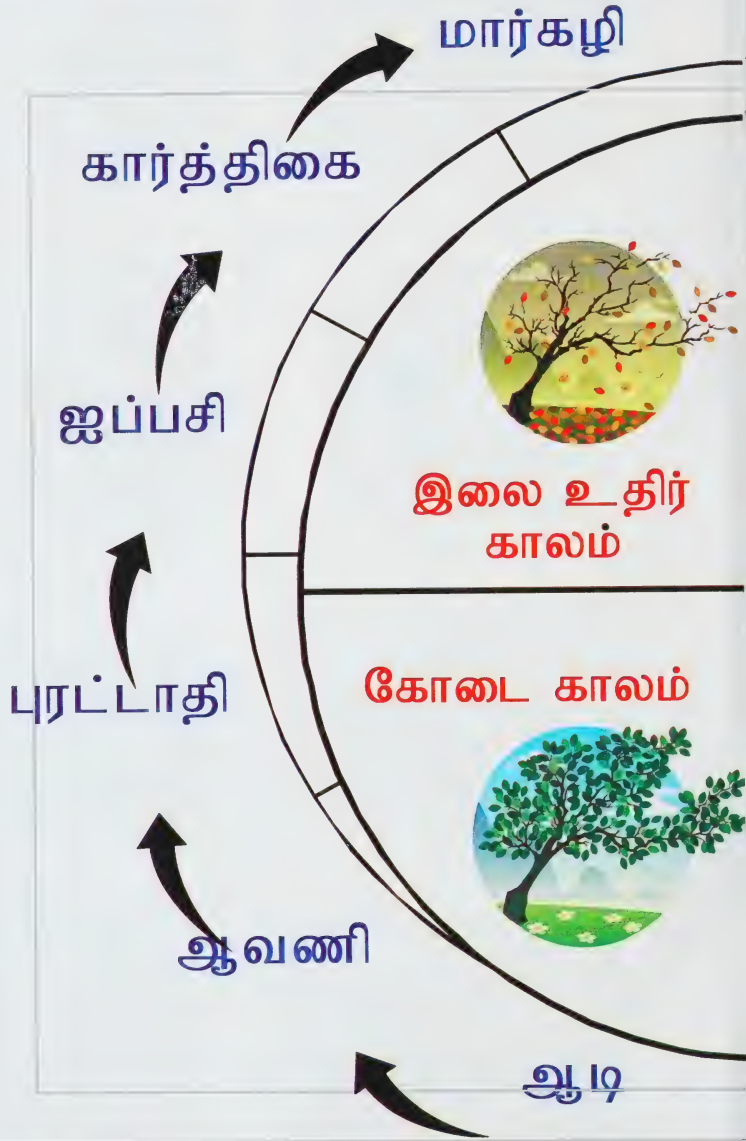 மார்கழி
கார்த்திகை
ஐப்பசி
இலை உதிர்
காலம்
புரட்டாதி
கோடை காலம்
ஆவணி
ஆடி